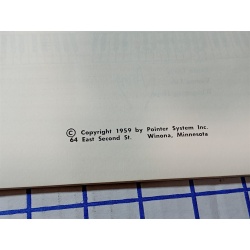 © Copyright 1959 by Pointer System Inc.
64 East Second St. Winona, Minnesota